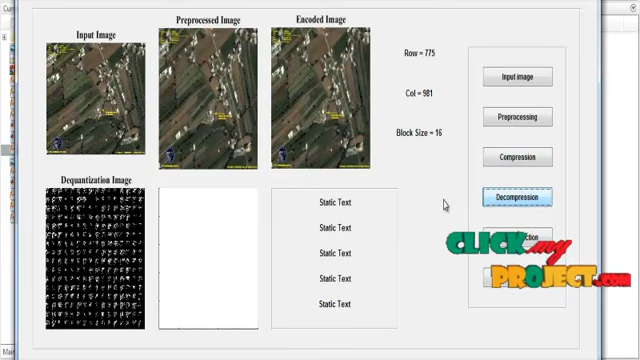 Input Image
Preprocessed Image
Encoded Image
Row = 775
Col = 981
Block Size = 16
Input image
Preprocessing
Compression
Decompression
Dequantization Image
Static Text
Static Text
Static Text
Static Text
Static Text
CLICK my
PROJECT.com